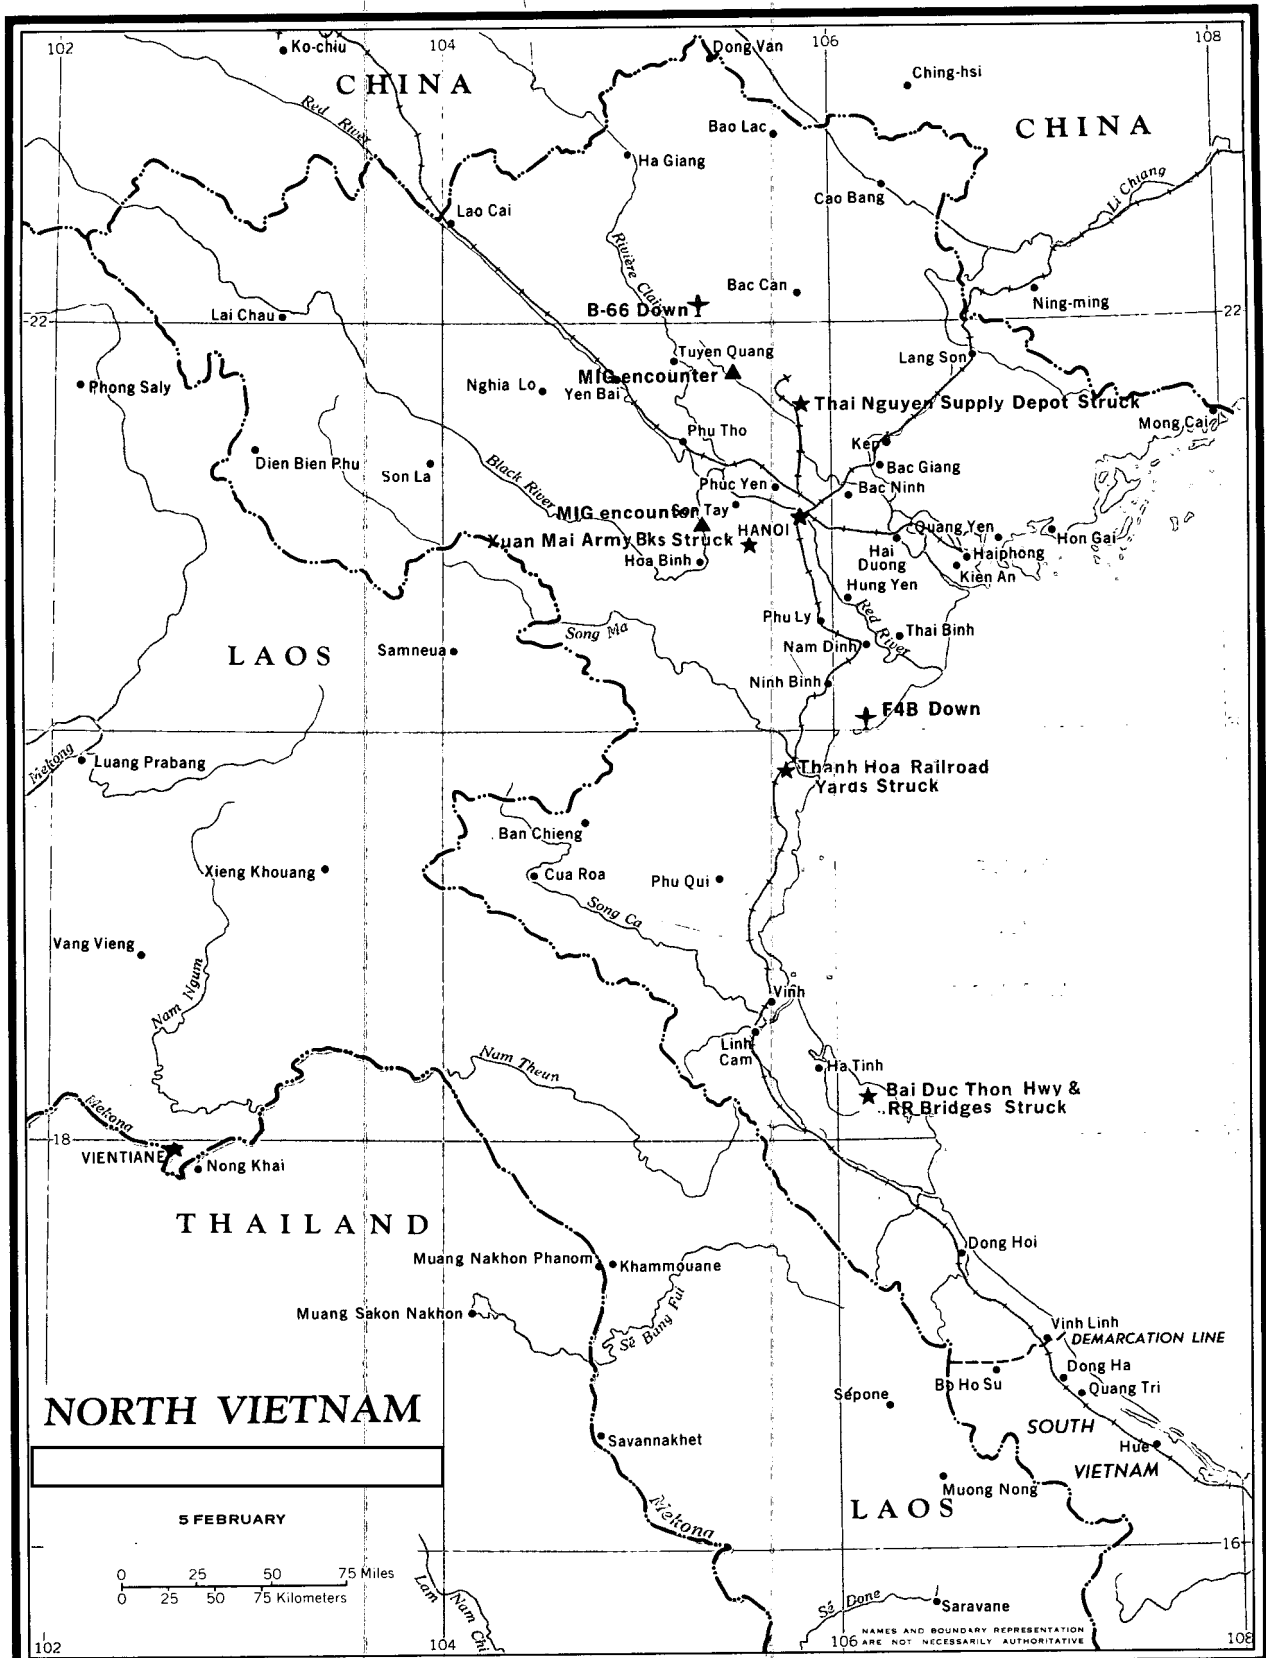 102
104
106
108
Ko-chiu
CHINA
Dong Van
Ching-hsi
Red River
Bao Lac
CHINA
Ha Giang
Li Chiang
Cao Bang
Lao Cai
Rivière Claire
Bac Can
Ning-ming
B-66 Down
Lai Chau
22
22
Tuyen Quang
Lang Son
MIG encounter
Phong Saly
Nghia Lo
Yen Bai
Thai Nguyen Supply Depot Struck
Mong Cai
Phu Tho
Kep
Dien Bien Phu
Son La
Black River
Bac Giang
Phuc Yen
Bac Ninh
MIG encounter
Son Tay
HANOI
Quang Yen
Hon Gai
Xuan Mai Army Bks Struck
Hai
Duong
Haiphong
Hoa Binh
Kien An
Hung Yen
Red River
Phu Ly
Thai Binh
Song Ma
LAOS
Samneua
Nam Dinh
Ninh Binh
F4B Down
Mekong
Luang Prabang
Thanh Hoa Railroad
Yards Struck
Ban Chieng
Xieng Khouang
Cua Roa
Phu Qui
Song Ca
Vang Vieng
Nam Ngum
Vinh
Linh
Cam
Nam Theun
Ha Tinh
Bai Duc Thon Hwy &
RR Bridges Struck
Mekong
18
VIENTIANE
Nong Khai
THAILAND
Dong Hoi
Muang Nakhon Phanom
Khammouane
Muang Sakon Nakhon
Sé Bang Fai
Vinh Linh
DEMARCATION LINE
Dong Ha
Bo Ho Su
Quang Tri
Sépone
NORTH VIETNAM
SOUTH
VIETNAM
Savannakhet
Hue
Muong Nong
LAOS
Mekong
5 FEBRUARY
16
0 25 50 75 Miles
0 25 50 75 Kilometers
Lam
Nam Chi
Sé Done
Saravane
NAMES AND BOUNDARY REPRESENTATION
ARE NOT NECESSARILY AUTHORITATIVE
102
104
106
108